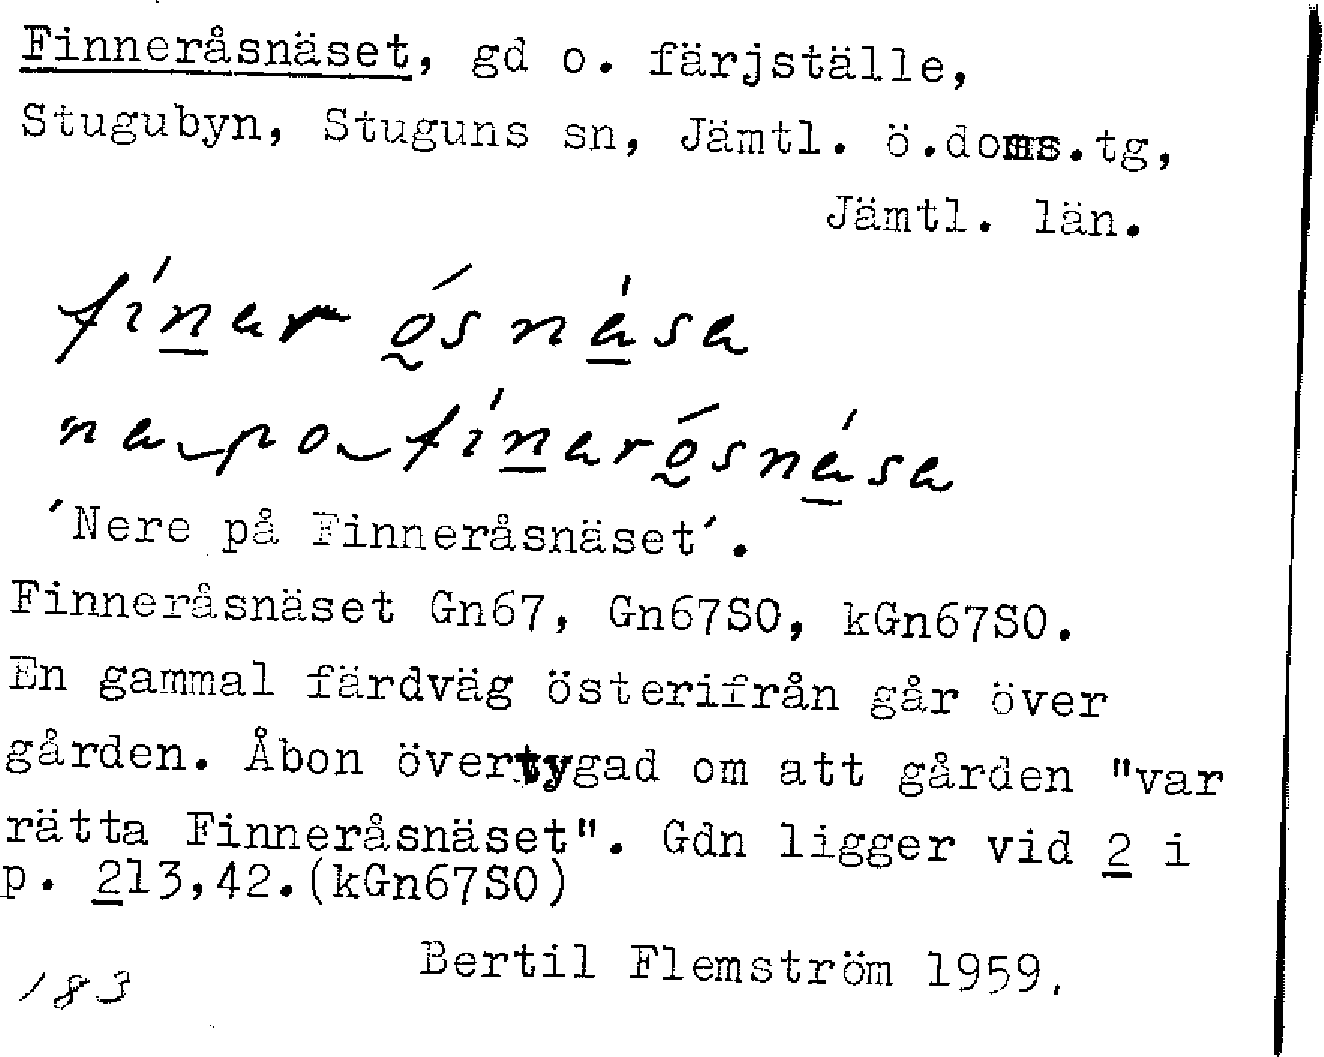 Finneråsnäset, gd o. färjställe,
Stugubyn, Stuguns sn, Jämtl. ö.doms.tg,
Jämtl. län.
'Nere på Finneråsnäset'.
Finneråsnäset Gn67, Gn67SO, kGn67SO.
En gammal färdväg österifrån går över
gården. Åbon övertygad om att gården "var
rätta Finneråsnäset". Gdn ligger vid 2 i
p. 213,42.(kGn67SO)
Bertil Flemström 1959.
183